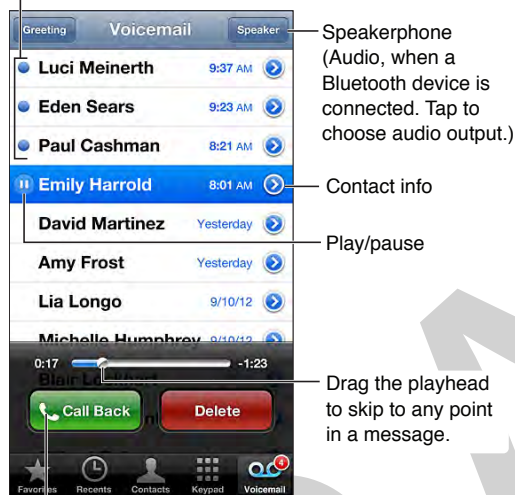 Greeting Voicemail Speaker
Luci Meinerth 9:37 AM
Eden Sears 9:23 AM
Paul Cashman 8:21 AM
Emily Harrold 8:01 AM
David Martinez Yesterday
Amy Frost Yesterday
Lia Longo 9/10/12
Michelle Humphrey 9/10/12
0:17 -1:23
Call Back Delete
Favorites Recents Contacts Keypad Voicemail
4
Speakerphone
(Audio, when a
Bluetooth device is
connected. Tap to
choose audio output.)
Contact info
Play/pause
Drag the playhead
to skip to any point
in a message.